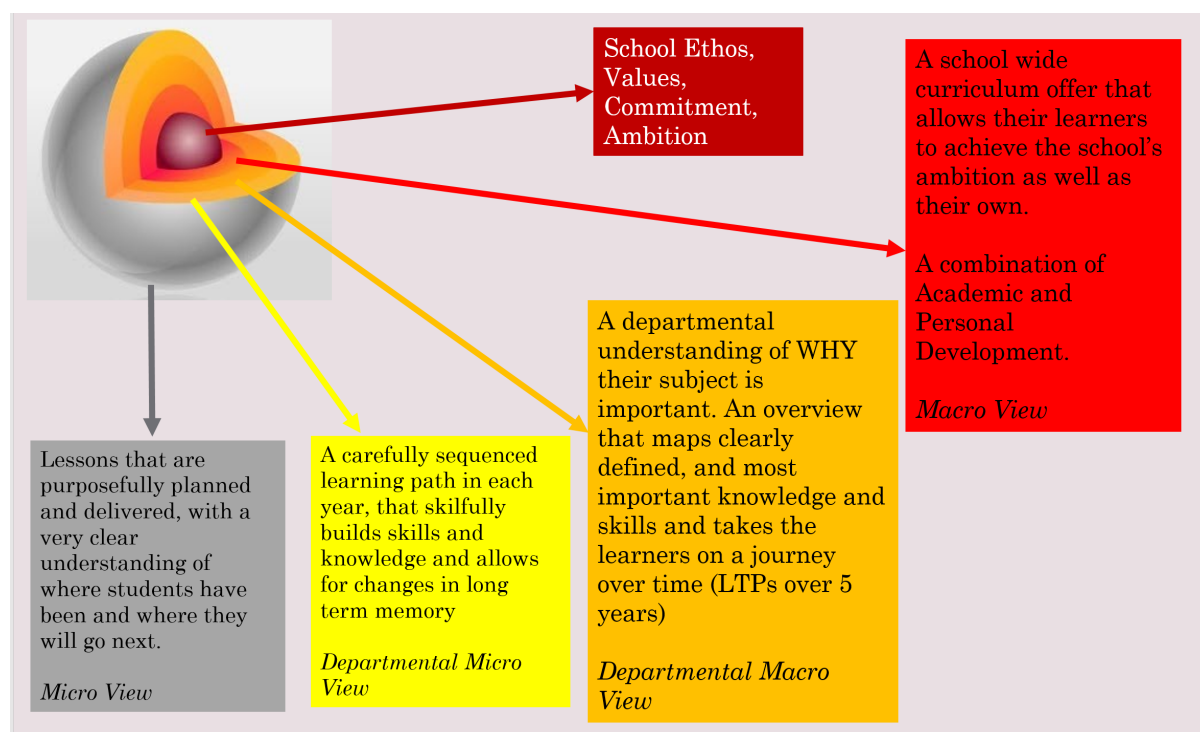 School Ethos,
Values,
Commitment,
Ambition
A school wide
curriculum offer that
allows their learners
to achieve the school's
ambition as well as
their own.
A combination of
Academic and
Personal
Development.
Macro View
A departmental
understanding of WHY
their subject is
important. An overview
that maps clearly
defined, and most
important knowledge and
skills and takes the
learners on a journey
over time (LTPs over 5
years)
Departmental Macro
View
A carefully sequenced
learning path in each
year, that skilfully
builds skills and
knowledge and allows
for changes in long
term memory
Departmental Micro
View
Lessons that are
purposefully planned
and delivered, with a
very clear
understanding of
where students have
been and where they
will go next.
Micro View